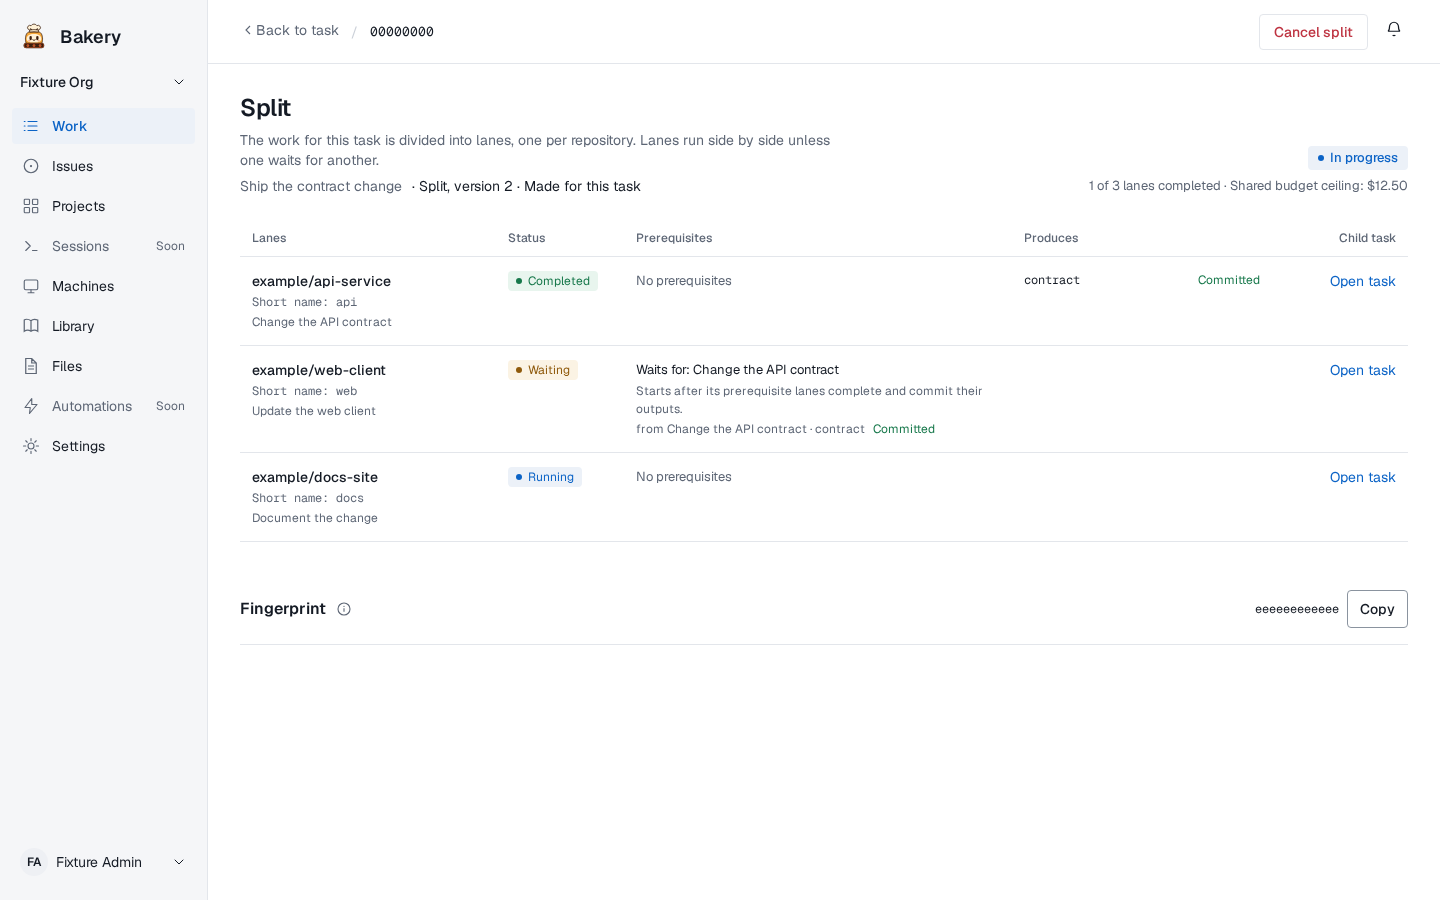 Bakery
Fixture Org
Work
Issues
Projects
Sessions Soon
Machines
Library
Files
Automations Soon
Settings
FA Fixture Admin
Back to task / 00000000
Cancel split
Split
The work for this task is divided into lanes, one per repository. Lanes run side by side unless
one waits for another.
In progress
Ship the contract change · Split, version 2 · Made for this task
1 of 3 lanes completed · Shared budget ceiling: $12.50
Lanes Status Prerequisites Produces Child task
example/api-service Completed No prerequisites contract Committed Open task
Short name: api
Change the API contract
example/web-client Waiting Waits for: Change the API contract Open task
Short name: web Starts after its prerequisite lanes complete and commit their
Update the web client outputs.
from Change the API contract · contract Committed
example/docs-site Running No prerequisites Open task
Short name: docs
Document the change
Fingerprint eeeeeeeeeeee Copy